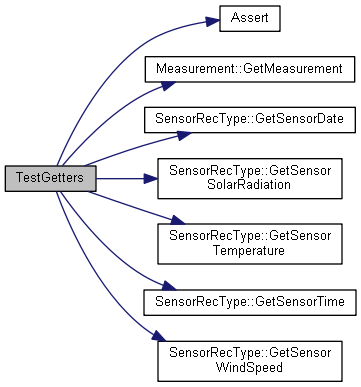 Assert
Measurement::GetMeasurement
SensorRecType::GetSensorDate
TestGetters
SensorRecType::GetSensor
SolarRadiation
SensorRecType::GetSensor
Temperature
SensorRecType::GetSensorTime
SensorRecType::GetSensor
WindSpeed